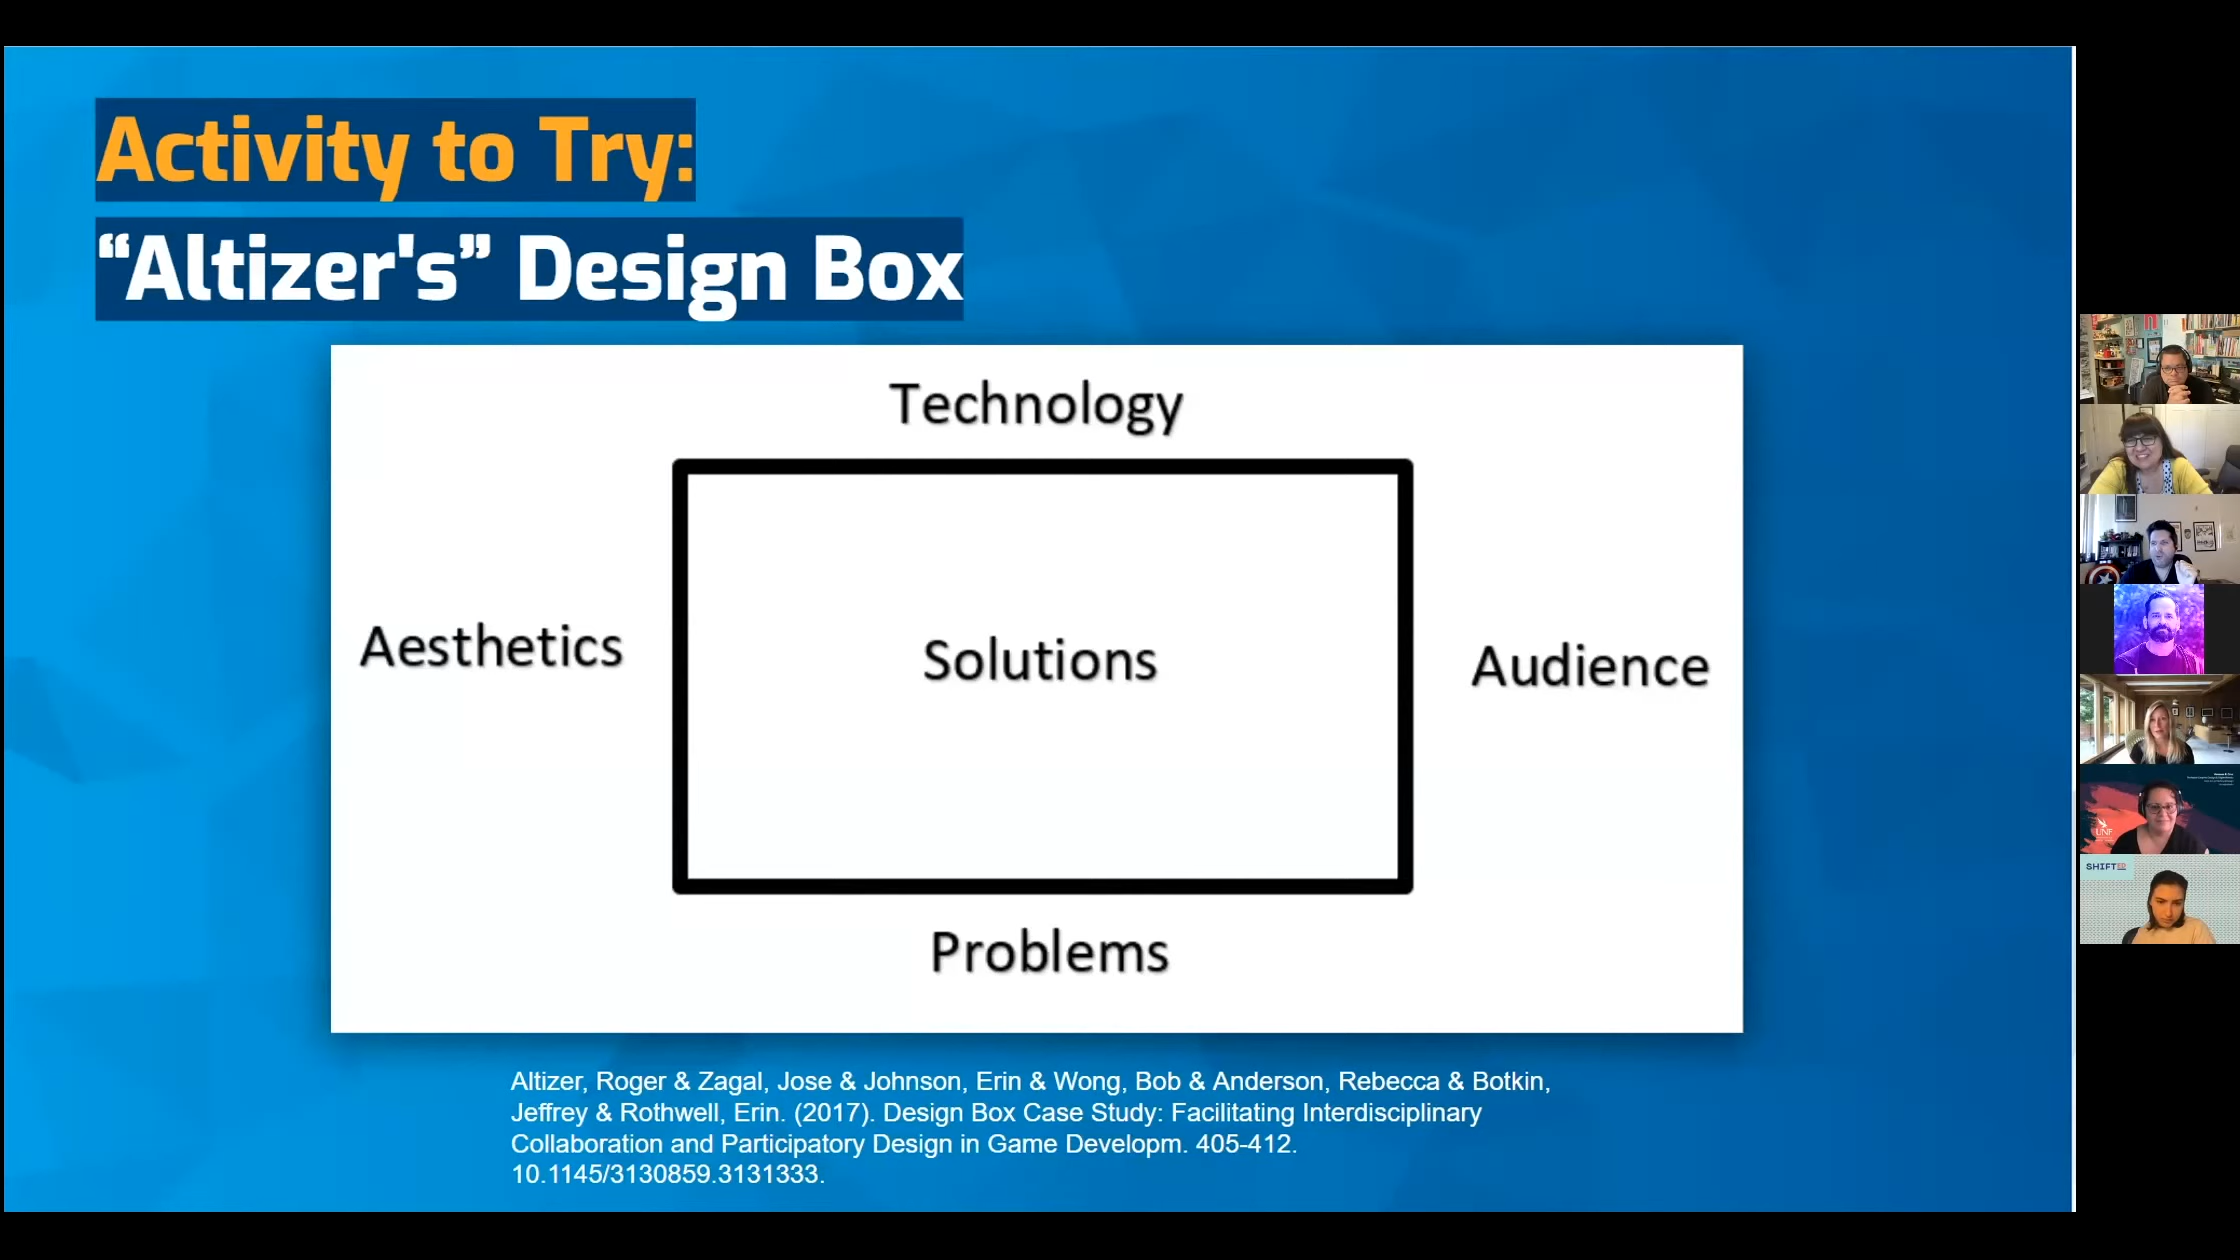 Activity to Try:
“Altizer's” Design Box
Technology
Aesthetics
Solutions
Audience
Problems
Altizer, Roger & Zagal, Jose & Johnson, Erin & Wong, Bob & Anderson, Rebecca & Botkin,
Jeffrey & Rothwell, Erin. (2017). Design Box Case Study: Facilitating Interdisciplinary
Collaboration and Participatory Design in Game Developm. 405-412.
10.1145/3130859.3131333.
UNF
SHIFTED